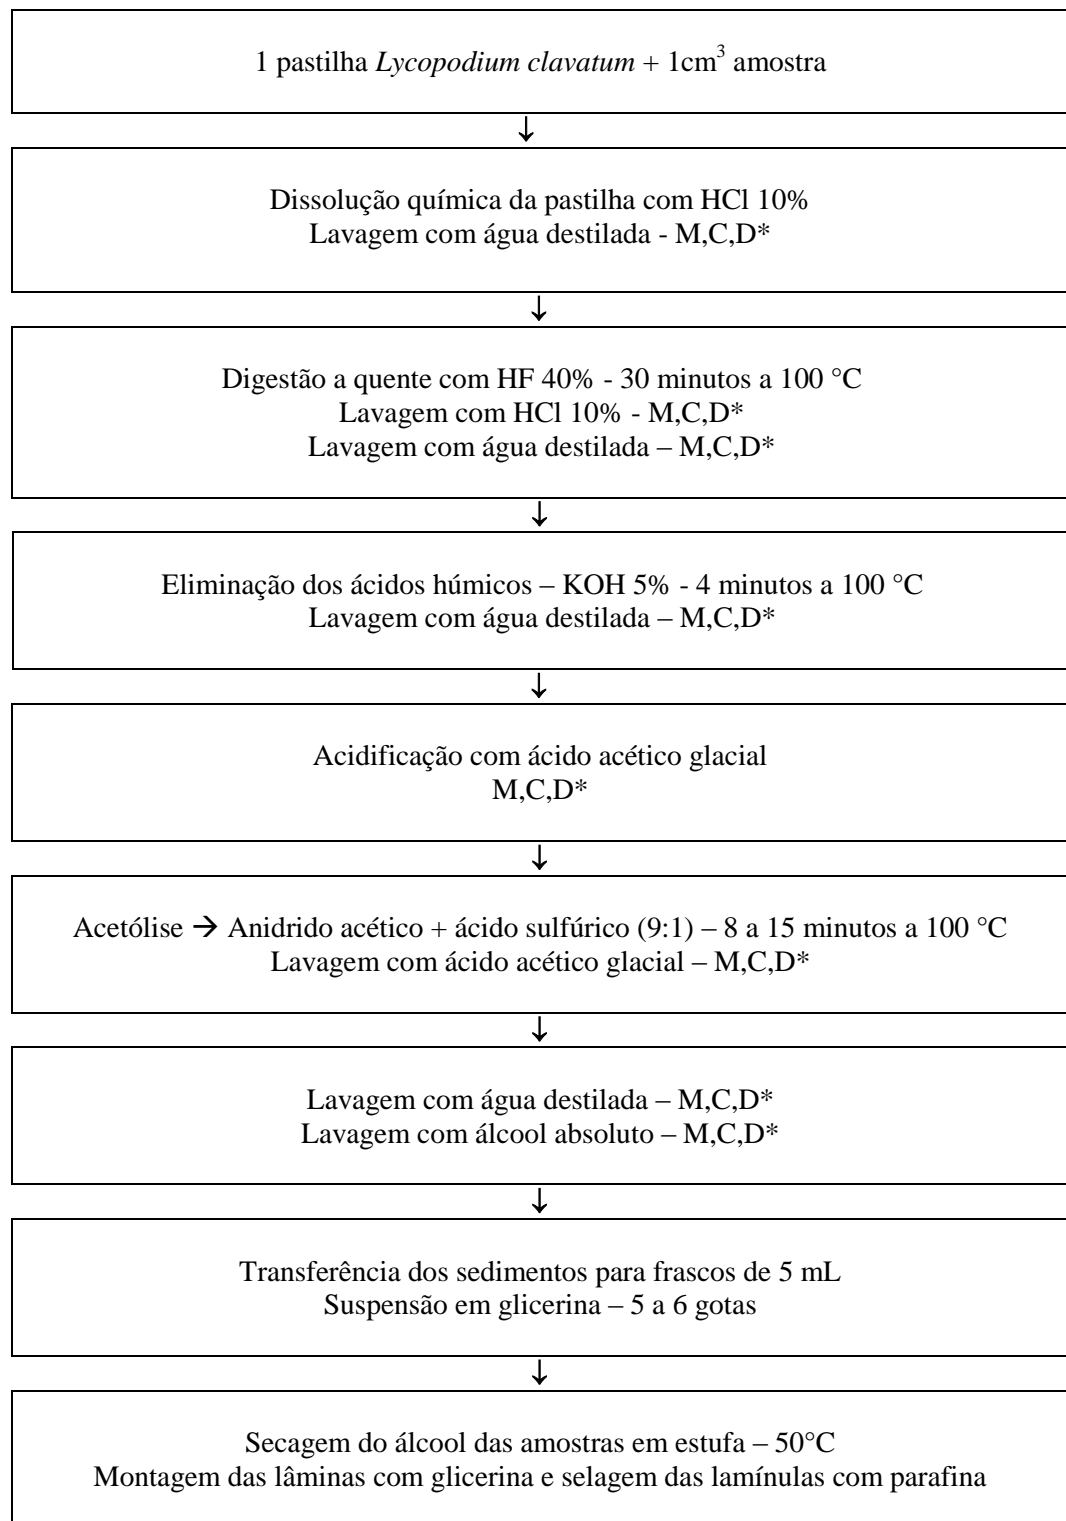 1 pastilha Lycopodium clavatum + 1cm³ amostra
↓
Dissolução química da pastilha com HCl 10%
Lavagem com água destilada - M,C,D*
↓
Digestão a quente com HF 40% - 30 minutos a 100 °C
Lavagem com HCl 10% - M,C,D*
Lavagem com água destilada – M,C,D*
↓
Eliminação dos ácidos húmicos – KOH 5% - 4 minutos a 100 °C
Lavagem com água destilada – M,C,D*
↓
Acidificação com ácido acético glacial
M,C,D*
↓
Acetólise → Anidrido acético + ácido sulfúrico (9:1) – 8 a 15 minutos a 100 °C
Lavagem com ácido acético glacial – M,C,D*
↓
Lavagem com água destilada – M,C,D*
Lavagem com álcool absoluto – M,C,D*
↓
Transferência dos sedimentos para frascos de 5 mL
Suspensão em glicerina – 5 a 6 gotas
↓
Secagem do álcool das amostras em estufa – 50°C
Montagem das lâminas com glicerina e selagem das lamínulas com parafina